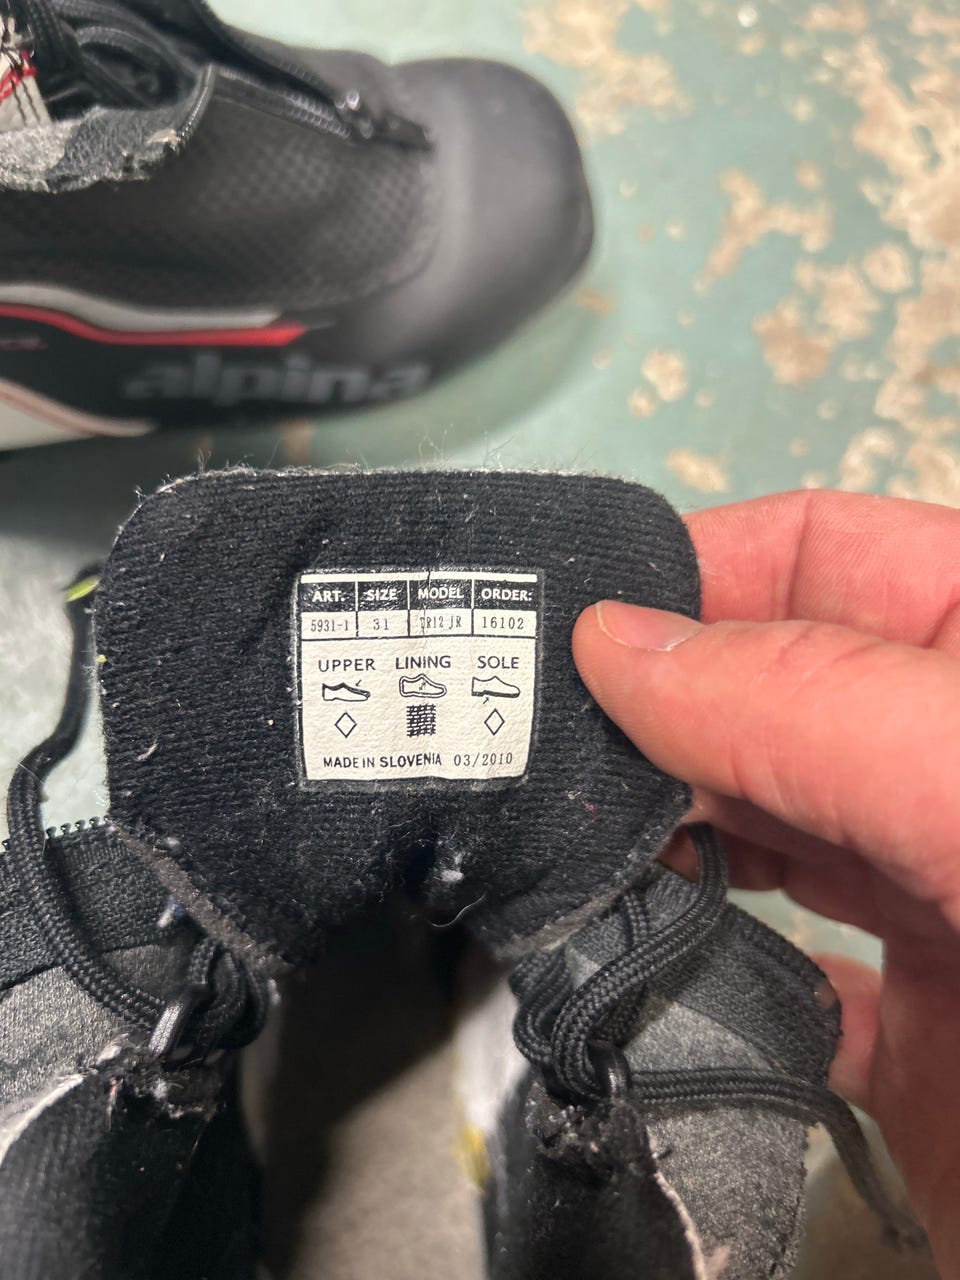 alpina
ART. SIZE MODEL ORDER:
5931-1 31 TR12 JR 16102
UPPER LINING SOLE
MADE IN SLOVENIA 03/2010